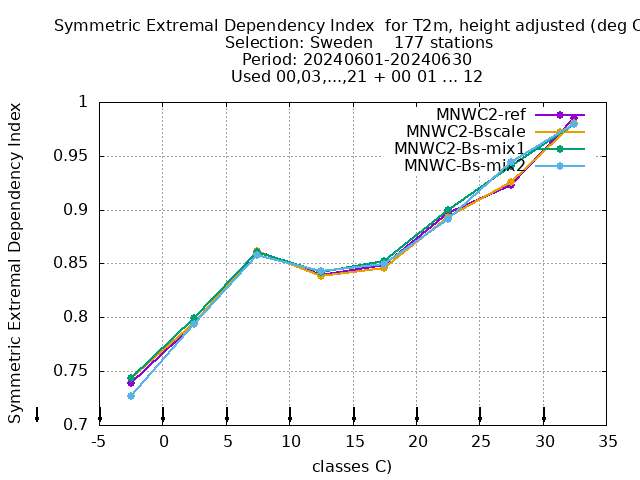 Symmetric Extremal Dependency Index  for T2m, height adjusted (deg C
Selection: Sweden    177 stations
Period: 20240601-20240630
Used 00,03,...,21 + 00 01 ... 12
Symmetric Extremal Dependency Index
1
0.95
0.9
0.85
0.8
0.75
0.7
MNWC2-ref
MNWC2-Bscale
MNWC2-Bs-mix1
MNWC-Bs-mix2
-5 0 5 10 15 20 25 30 35
classes C)